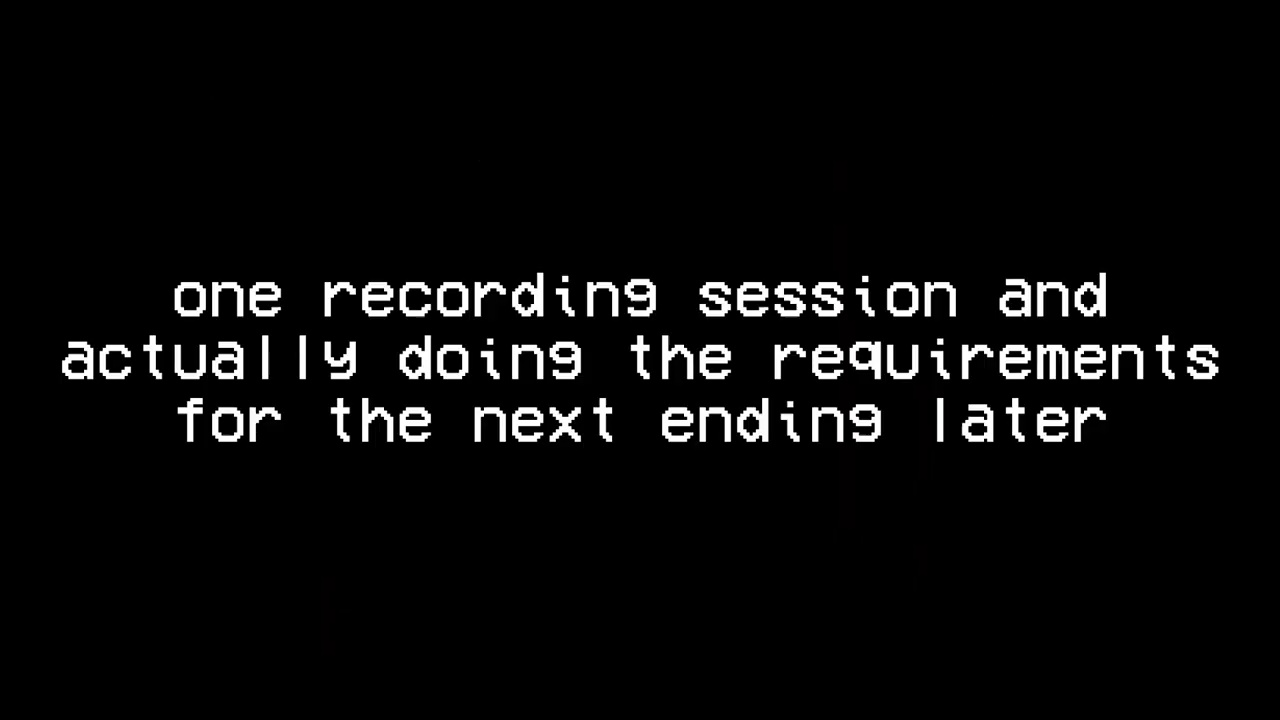 one recording session and
actually doing the requirements
for the next ending later